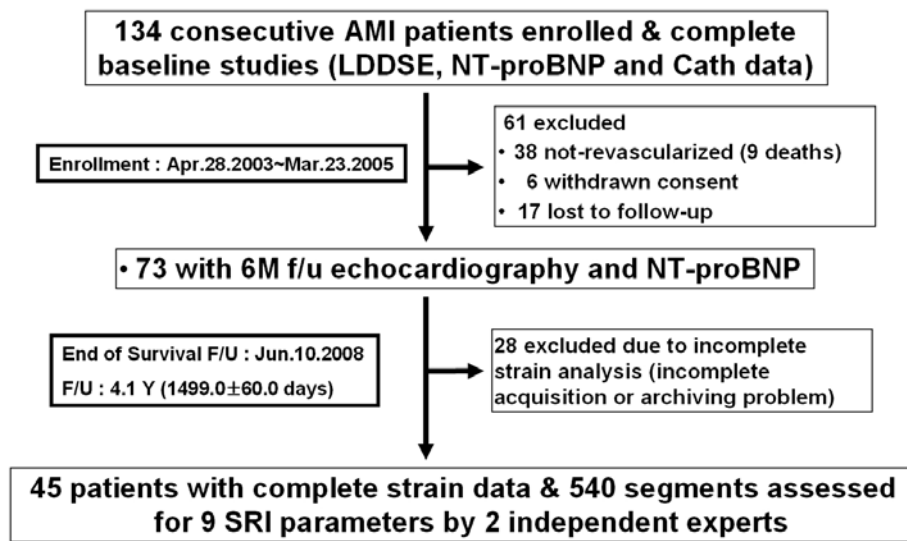 134 consecutive AMI patients enrolled & complete
baseline studies (LDDSE, NT-proBNP and Cath data)
Enrollment : Apr.28.2003~Mar.23.2005
61 excluded
• 38 not-revascularized (9 deaths)
• 6 withdrawn consent
• 17 lost to follow-up
• 73 with 6M f/u echocardiography and NT-proBNP
End of Survival F/U : Jun.10.2008
F/U : 4.1 Y (1499.0±60.0 days)
28 excluded due to incomplete
strain analysis (incomplete
acquisition or archiving problem)
45 patients with complete strain data & 540 segments assessed
for 9 SRI parameters by 2 independent experts